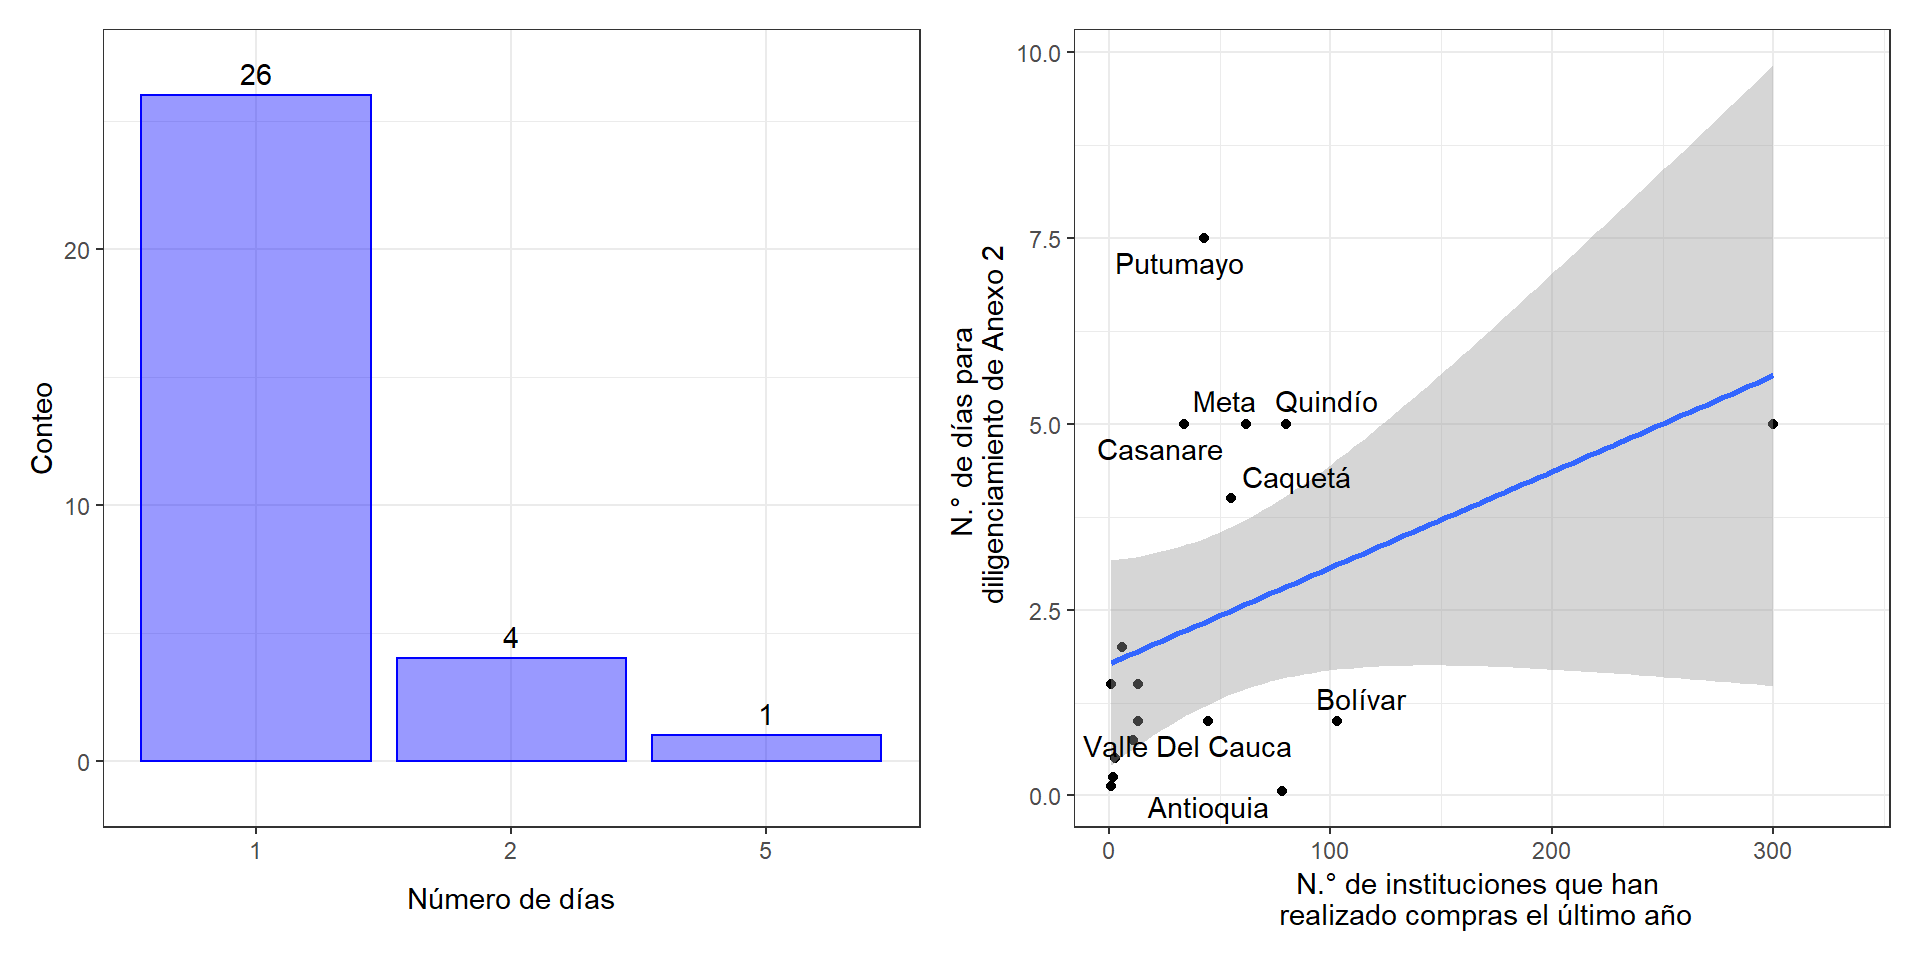 26
4
1
20
10
0
Conteo
1
2
5
Número de días
10.0
7.5
5.0
2.5
0.0
N.° de días para
diligenciamiento de Anexo 2
Putumayo
Meta
Quindío
Casanare
Caquetá
Bolívar
Valle Del Cauca
Antioquia
0
100
200
300
N.° de instituciones que han
realizado compras el último año